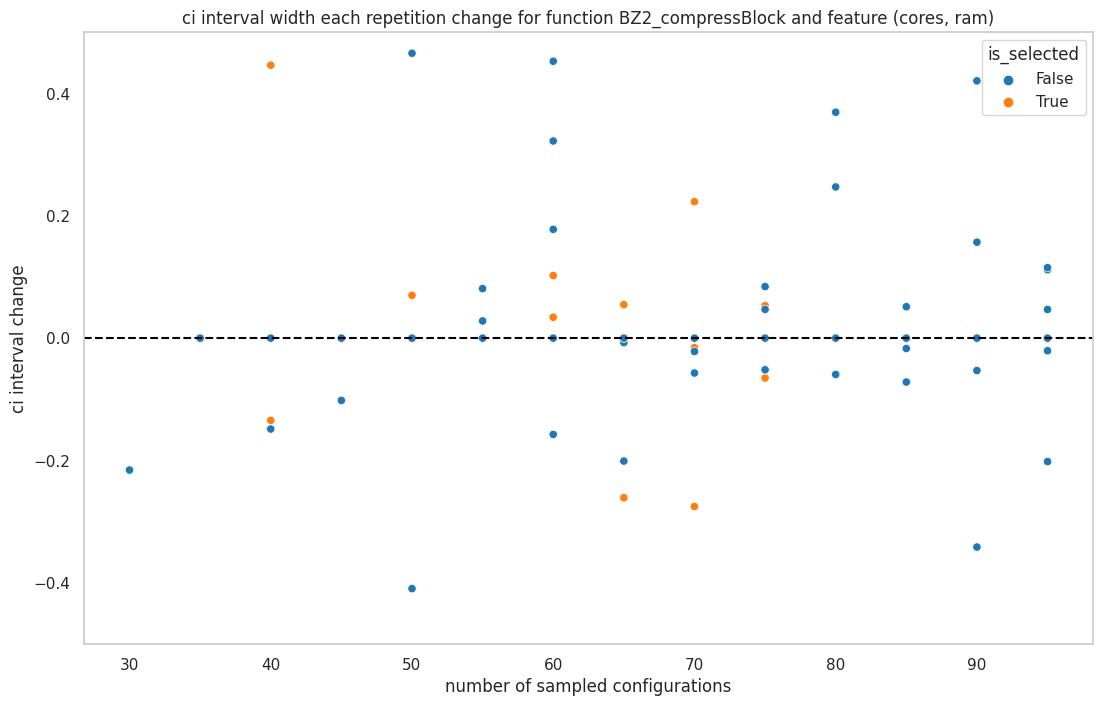 ci interval width each repetition change for function BZ2_compressBlock and feature (cores, ram)
is_selected
False
True
0.4
0.2
0.0
−0.2
−0.4
ci interval change
30 40 50 60 70 80 90
number of sampled configurations